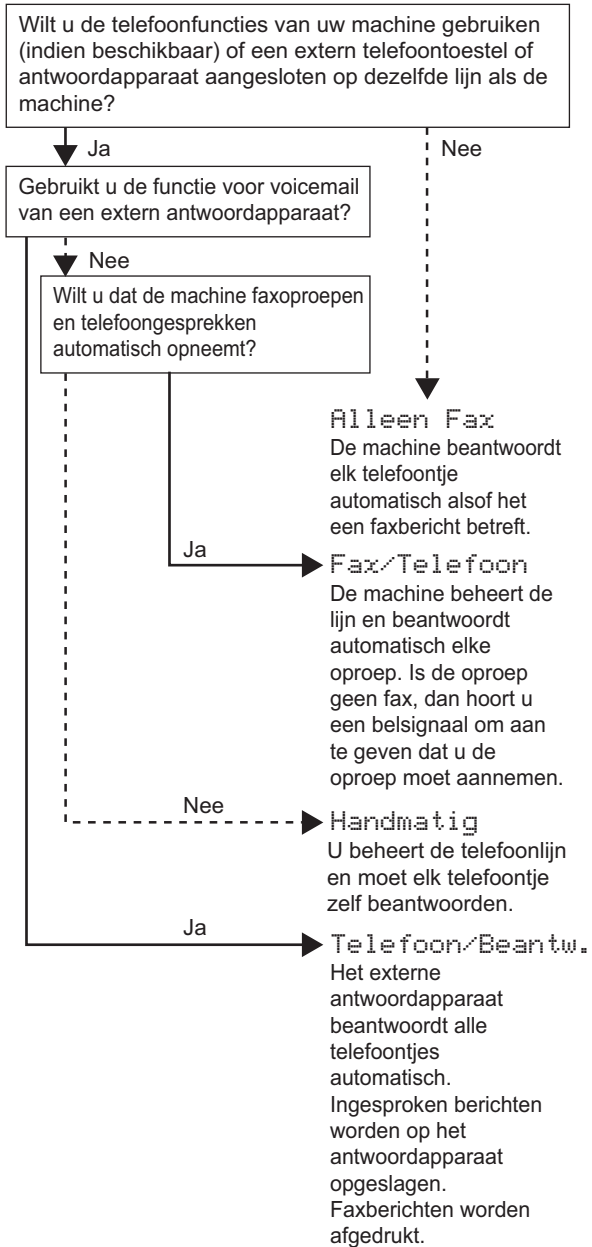 Wilt u de telefoonfuncties van uw machine gebruiken
(indien beschikbaar) of een extern telefoontoestel of
antwoordapparaat aangesloten op dezelfde lijn als de
machine?
Ja
Nee
Gebruikt u de functie voor voicemail
van een extern antwoordapparaat?
Nee
Wilt u dat de machine faxoproepen
en telefoongesprekken
automatisch opneemt?
Alleen Fax
De machine beantwoordt
elk telefoontje
automatisch alsof het
een faxbericht betreft.
Ja
Fax/Telefoon
De machine beheert de
lijn en beantwoordt
automatisch elke
oproep. Is de oproep
geen fax, dan hoort u
een belsignaal om aan
te geven dat u de
oproep moet aannemen.
Nee
Handmatig
U beheert de telefoonlijn
en moet elk telefoontje
zelf beantwoorden.
Ja
Telefoon/Beantw.
Het externe
antwoordapparaat
beantwoordt alle
telefoontjes
automatisch.
Ingesproken berichten
worden op het
antwoordapparaat
opgeslagen.
Faxberichten worden
afgedrukt.